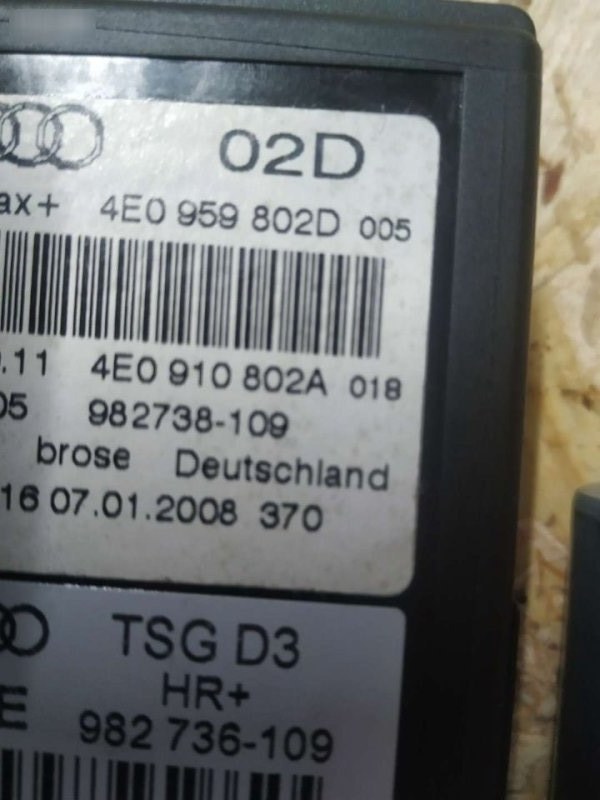 02D
ax+ 4E0 959 802D 005
.11 4E0 910 802A 018
05 982738-109
brose Deutschland
16 07.01.2008 370
TSG D3
HR+
E 982 736-109